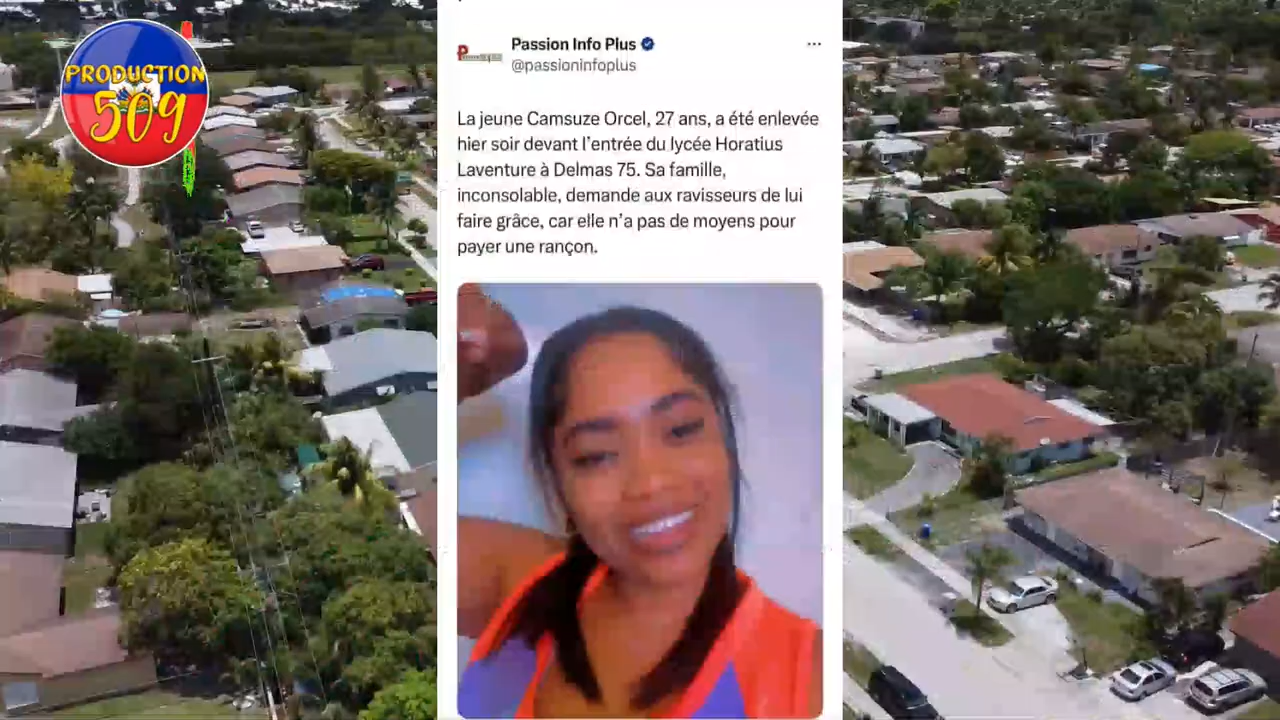 PRODUCTION
509
Passion Info Plus
@passioninfoplus
La jeune Camsuze Orcel, 27 ans, a été enlevée
hier soir devant l'entrée du lycée Horatius
Laventure à Delmas 75. Sa famille,
inconsolable, demande aux ravisseurs de lui
faire grâce, car elle n'a pas de moyens pour
payer une rançon.